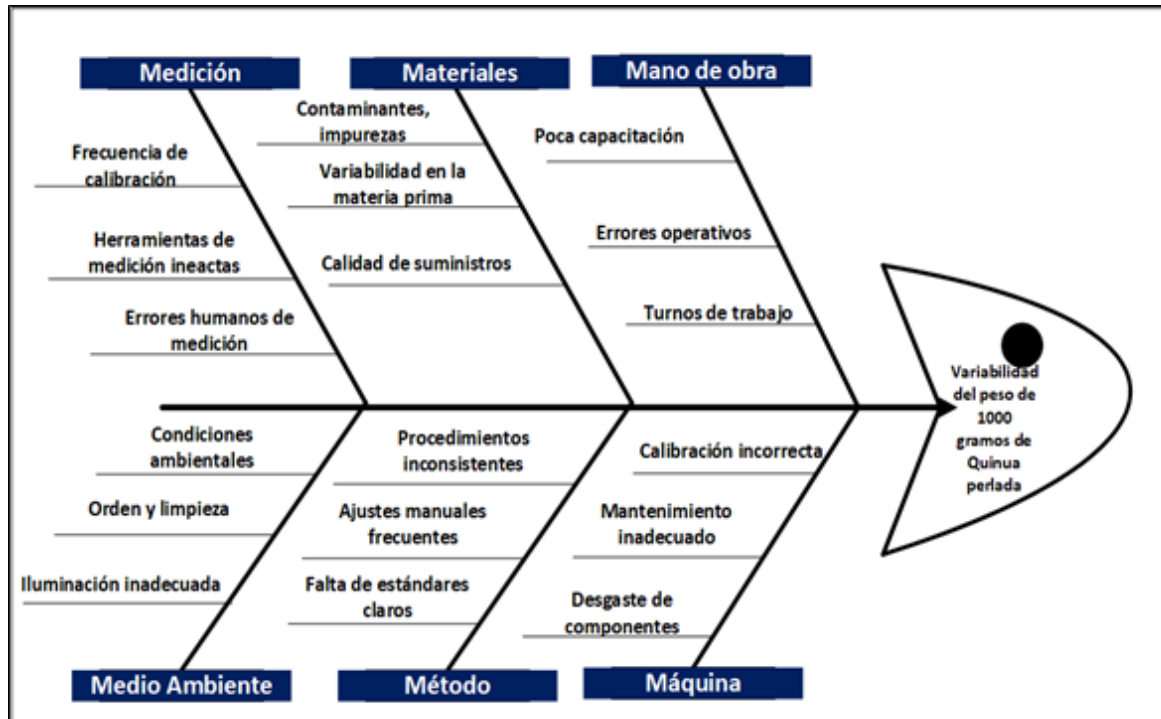 Medición
Materiales
Mano de obra
Frecuencia de
calibración
Herramientas de
medición ineactas
Errores humanos de
medición
Contaminantes,
impurezas
Variabilidad en la
materia prima
Calidad de suministros
Poca capacitación
Errores operativos
Turnos de trabajo
Variabilidad
del peso de
1000
gramos de
Quinua
perlada
Condiciones
ambientales
Orden y limpieza
Iluminación inadecuada
Procedimientos
inconsistentes
Ajustes manuales
frecuentes
Falta de estándares
claros
Calibración incorrecta
Mantenimiento
inadecuado
Desgaste de
componentes
Medio Ambiente
Método
Máquina